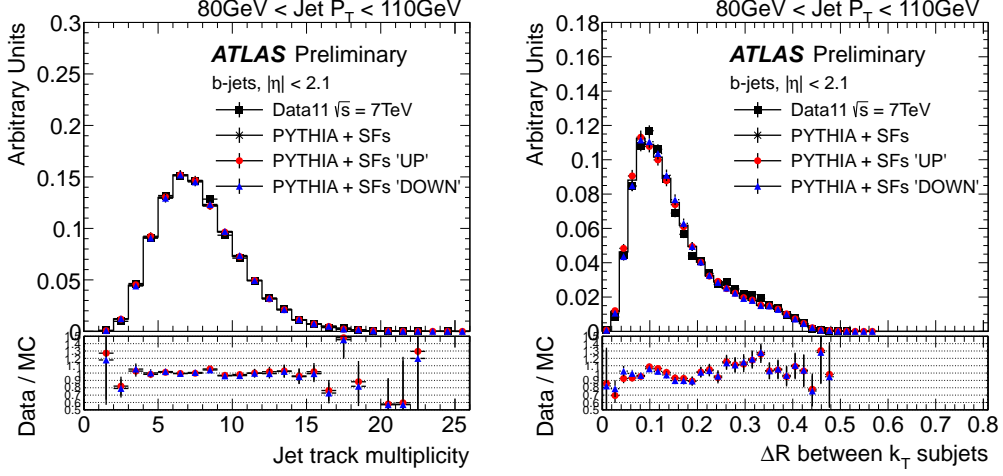 80GeV < Jet P_T < 110GeV
Arbitrary Units
0.3
0.25
0.2
0.15
0.1
0.05
0
ATLAS Preliminary
b-jets, |η| < 2.1
Data11 √s = 7TeV
PYTHIA + SFs
PYTHIA + SFs 'UP'
PYTHIA + SFs 'DOWN'
Data / MC
1.4
1.3
1.2
1.1
1
0.9
0.8
0.7
0.6
0.5
0 5 10 15 20 25
Jet track multiplicity
80GeV < Jet P_T < 110GeV
Arbitrary Units
0.18
0.16
0.14
0.12
0.10
0.08
0.06
0.04
0.02
0.00
ATLAS Preliminary
b-jets, |η| < 2.1
Data11 √s = 7TeV
PYTHIA + SFs
PYTHIA + SFs 'UP'
PYTHIA + SFs 'DOWN'
Data / MC
1.4
1.3
1.2
1.1
1
0.9
0.8
0.7
0.6
0.5
0 0.1 0.2 0.3 0.4 0.5 0.6 0.7 0.8
ΔR between k_T subjets